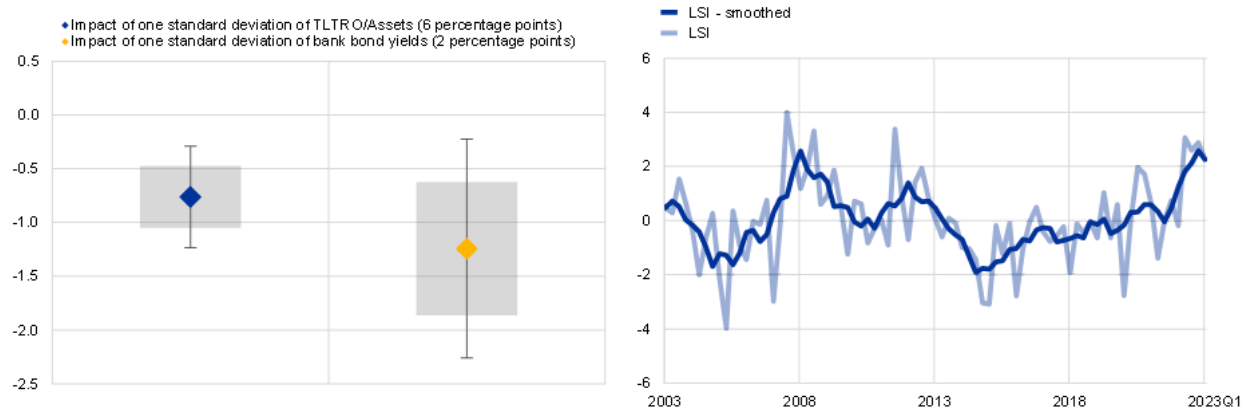 Impact of one standard deviation of TLTRO/Assets (6 percentage points)
Impact of one standard deviation of bank bond yields (2 percentage points)
0.5
0.0
-0.5
-1.0
-1.5
-2.0
-2.5
LSI - smoothed
LSI
6
4
2
0
-2
-4
-6
2003 2008 2013 2018 2023Q1